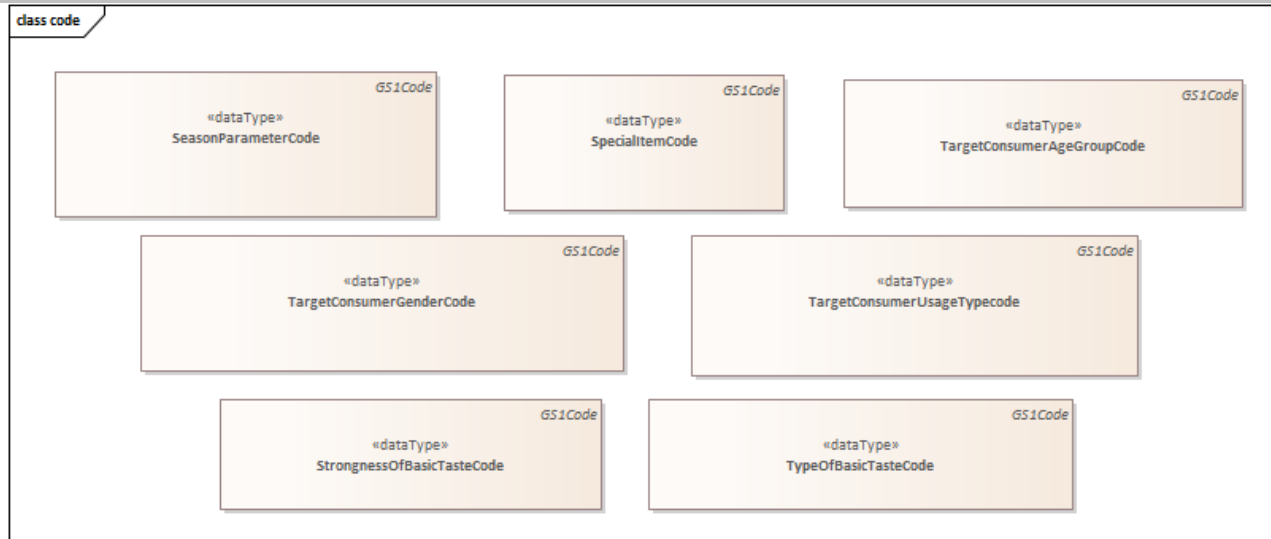 class code
GS1Code
«dataType»
SeasonParameterCode
GS1Code
«dataType»
SpecialItemCode
GS1Code
«dataType»
TargetConsumerAgeGroupCode
GS1Code
«dataType»
TargetConsumerGenderCode
GS1Code
«dataType»
TargetConsumerUsageTypecode
GS1Code
«dataType»
StrongnessOfBasicTasteCode
GS1Code
«dataType»
TypeOfBasicTasteCode